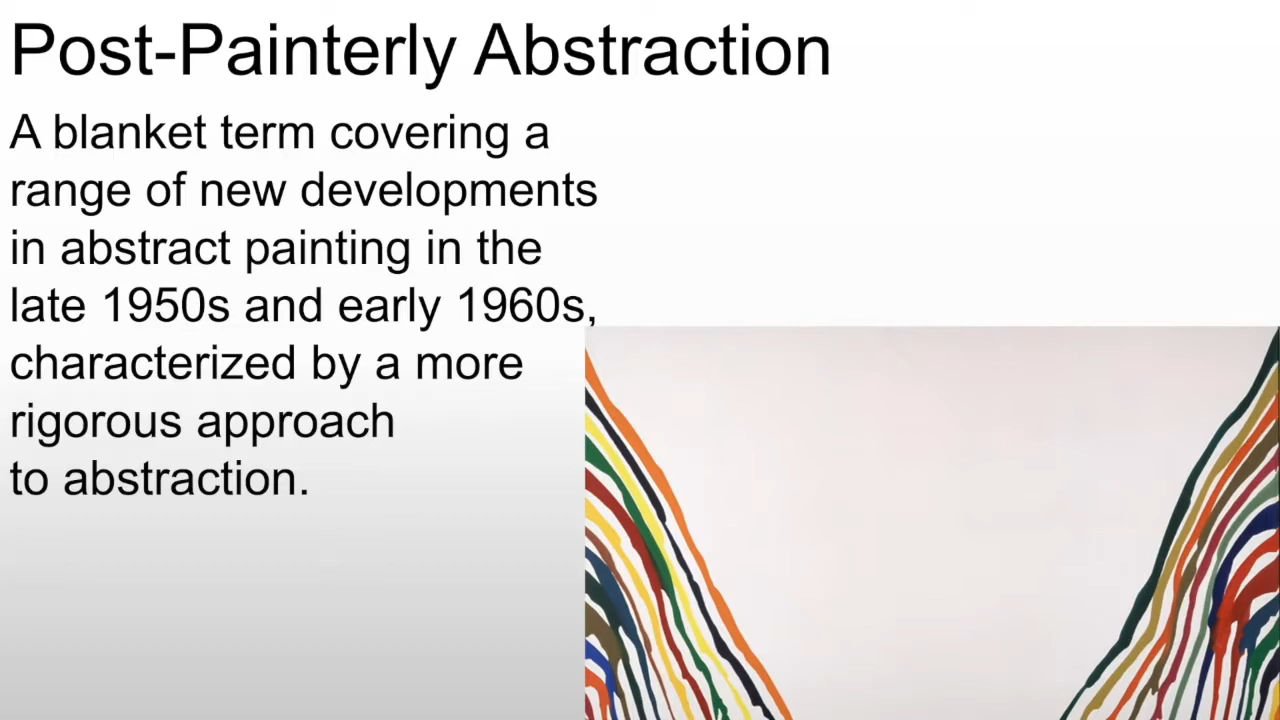 Post-Painterly Abstraction
A blanket term covering a
range of new developments
in abstract painting in the
late 1950s and early 1960s,
characterized by a more
rigorous approach
to abstraction.